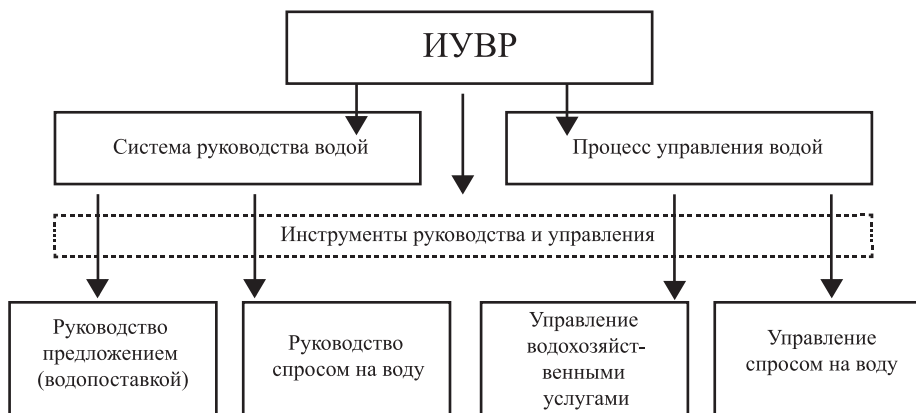 ИУВР
Система руководства водой
Процесс управления водой
Инструменты руководства и управления
Руководство
предложением
(водопоставкой)
Руководство
спросом на воду
Управление
водохозяйст-
венными
услугами
Управление
спросом на воду